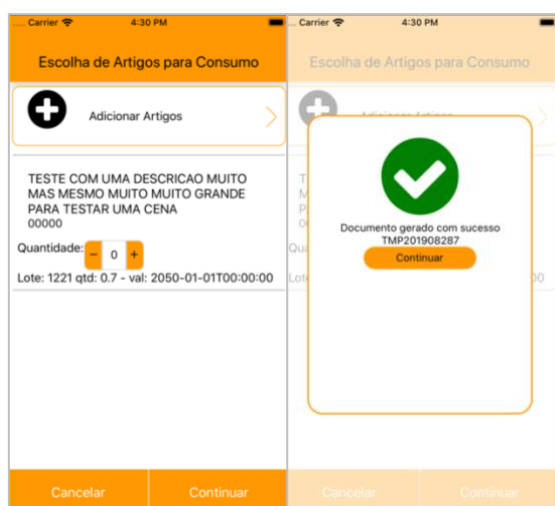 Carrier 4:30 PM
Escolha de Artigos para Consumo
Adicionar Artigos
TESTE COM UMA DESCRICAO MUITO
MAS MESMO MUITO MUITO GRANDE
PARA TESTAR UMA CENA
00000
Quantidade: - 0 +
Lote: 1221 qtd: 0.7 - val: 2050-01-01T00:00:00
Cancelar Continuar
Carrier 4:30 PM
Escolha de Artigos para Consumo
Documento gerado com sucesso
TMP201908287
Continuar
Cancelar Continuar